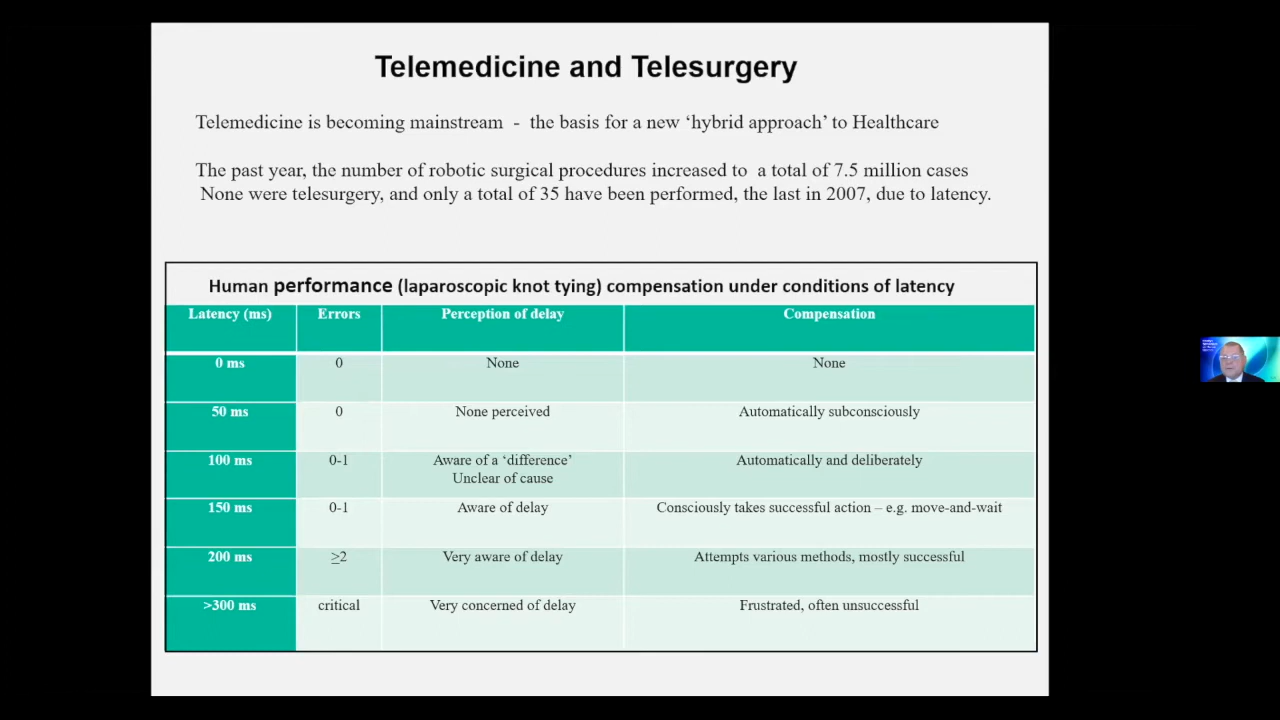 Telemedicine and Telesurgery
Telemedicine is becoming mainstream - the basis for a new ‘hybrid approach’ to Healthcare
The past year, the number of robotic surgical procedures increased to a total of 7.5 million cases
None were telesurgery, and only a total of 35 have been performed, the last in 2007, due to latency.
Human performance (laparoscopic knot tying) compensation under conditions of latency
Latency (ms) Errors Perception of delay Compensation
0 ms 0 None None
50 ms 0 None perceived Automatically subconsciously
100 ms 0-1 Aware of a ‘difference’ Automatically and deliberately
Unclear of cause
150 ms 0-1 Aware of delay Consciously takes successful action – e.g. move-and-wait
200 ms ≥2 Very aware of delay Attempts various methods, mostly successful
>300 ms critical Very concerned of delay Frustrated, often unsuccessful